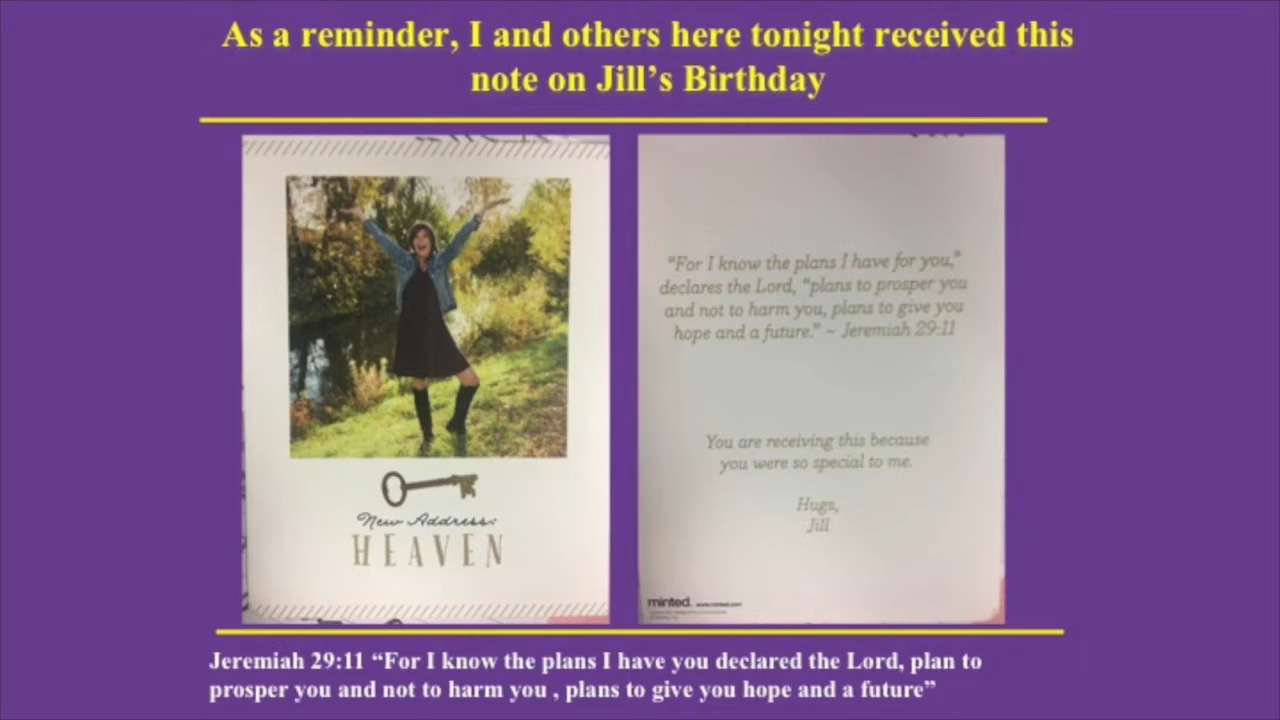 As a reminder, I and others here tonight received this
note on Jill's Birthday
New Address:
HEAVEN
“For I know the plans I have for you,”
declares the Lord, “plans to prosper you
and not to harm you, plans to give you
hope and a future.” ~ Jeremiah 29:11
You are receiving this because
you were so special to me.
Hugs,
Jill
minted. www.minted.com
Jeremiah 29:11 “For I know the plans I have you declared the Lord, plan to
prosper you and not to harm you , plans to give you hope and a future”